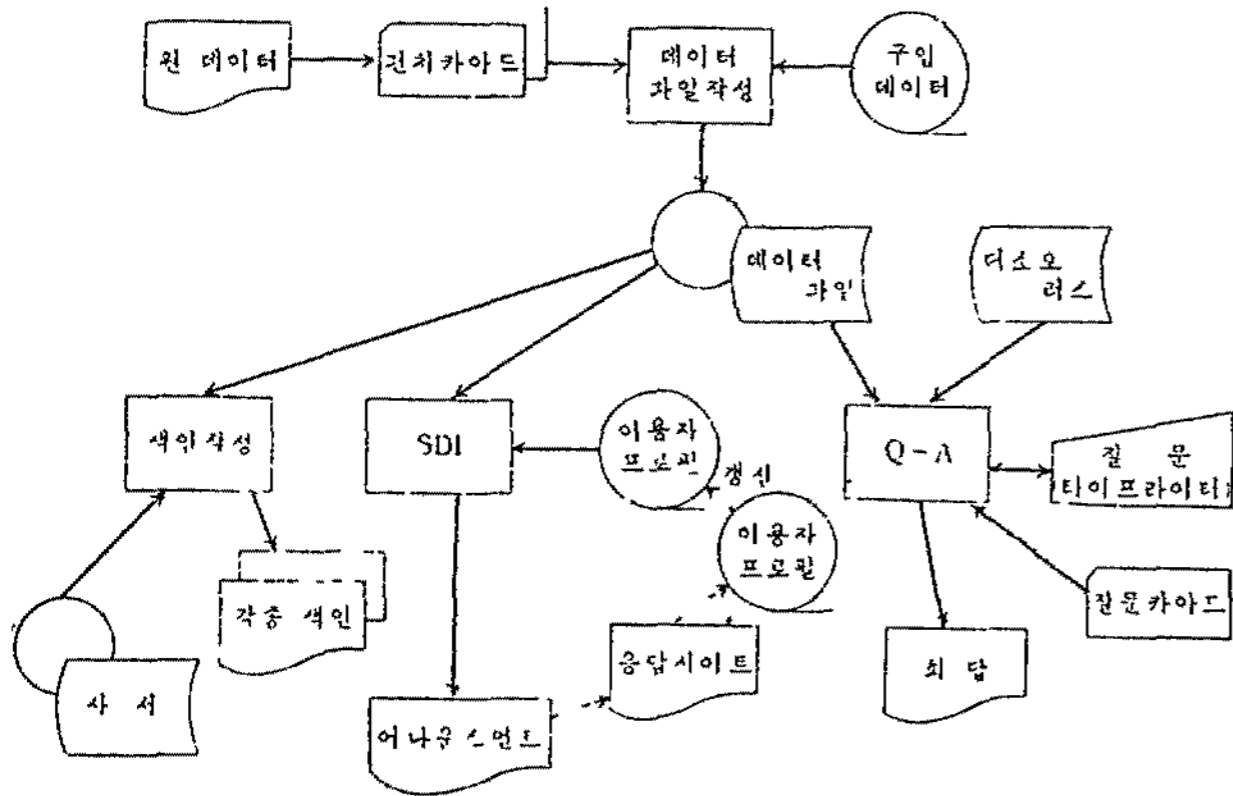 원 데이터
펀치카아드
데이터
파일작성
구입
데이터
데이터
파일
디소오
러스
색인작성
SDI
이용자
프로필
갱신
Q-A
질 문
타이프라이터
이용자
프로필
각종 색인
질문카아드
응답시이트
사 서
회 답
어나운스먼트